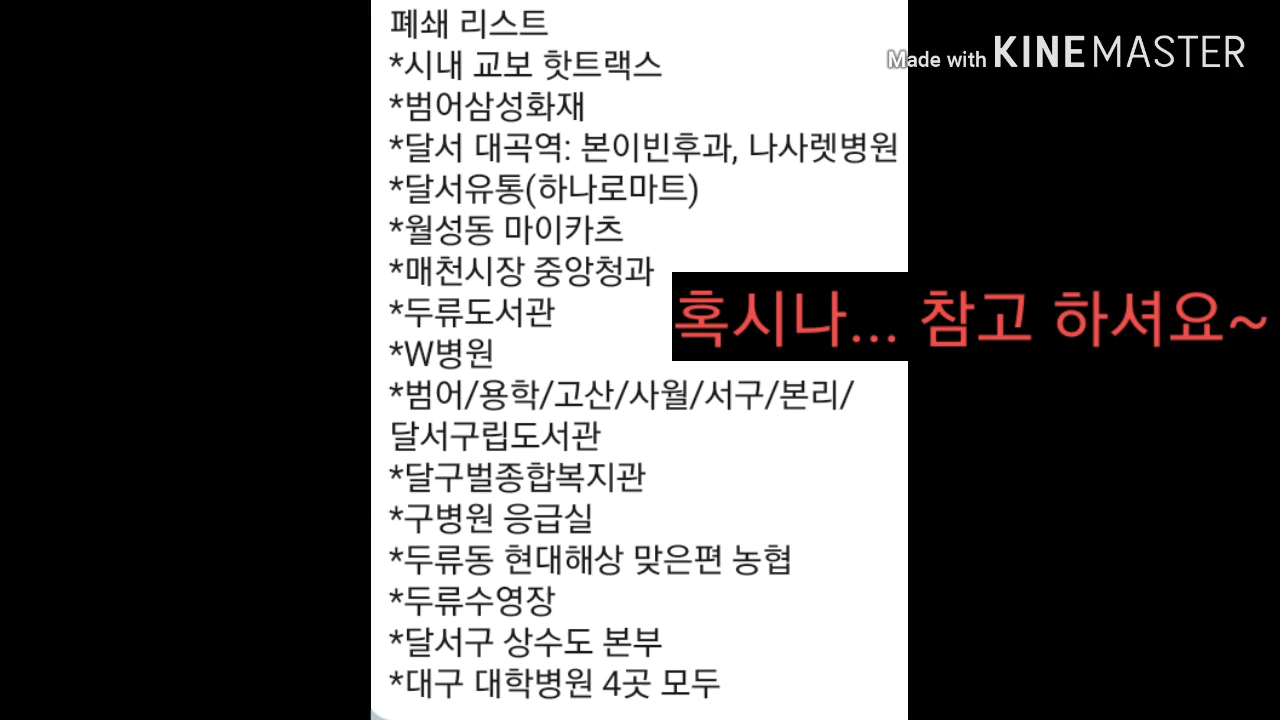 폐쇄 리스트
*시내 교보 핫트랙스
*범어삼성화재
*달서 대곡역: 본이빈후과, 나사렛병원
*달서유통(하나로마트)
*월성동 마이카츠
*매천시장 중앙청과
*두류도서관
*W병원
*범어/용학/고산/사월/서구/본리/
달서구립도서관
*달구벌종합복지관
*구병원 응급실
*두류동 현대해상 맞은편 농협
*두류수영장
*달서구 상수도 본부
*대구 대학병원 4곳 모두
Made with KINEMASTER
혹시나... 참고 하셔요~